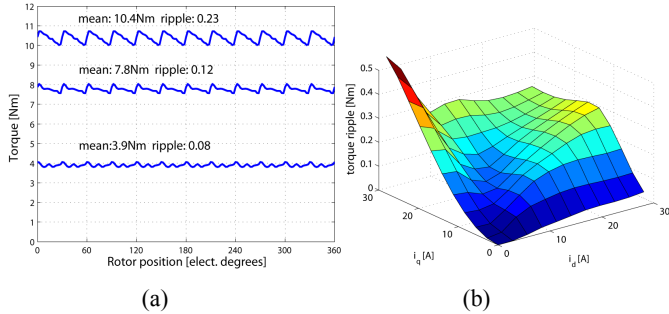 mean: 10.4Nm ripple: 0.23
mean: 7.8Nm ripple: 0.12
mean:3.9Nm ripple: 0.08
Torque [Nm]
12
11
10
9
8
7
6
5
4
3
2
1
0
0 60 120 180 240 300 360
Rotor position [elect. degrees]
(a)
torque ripple [Nm]
0.5
0.4
0.3
0.2
0.1
0
30
20
10
0
i_q [A]
0
10
20
30
i_d [A]
(b)